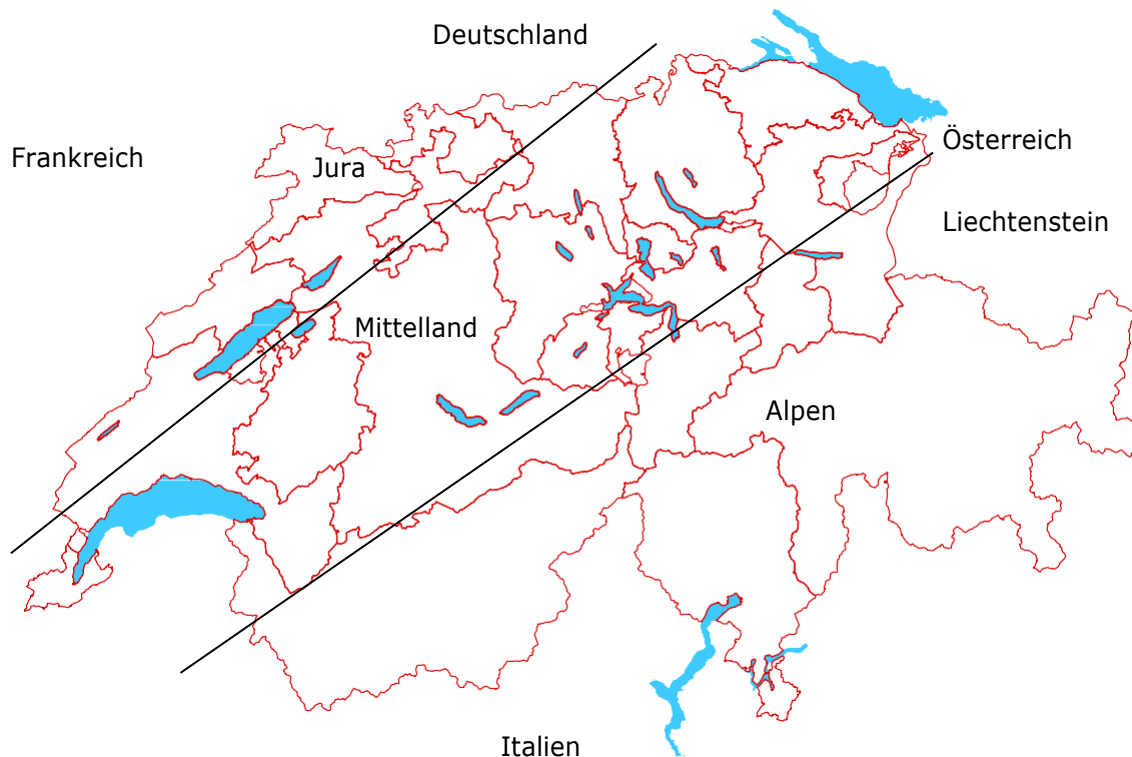 Deutschland
Frankreich
Jura
Österreich
Liechtenstein
Mittelland
Alpen
Italien